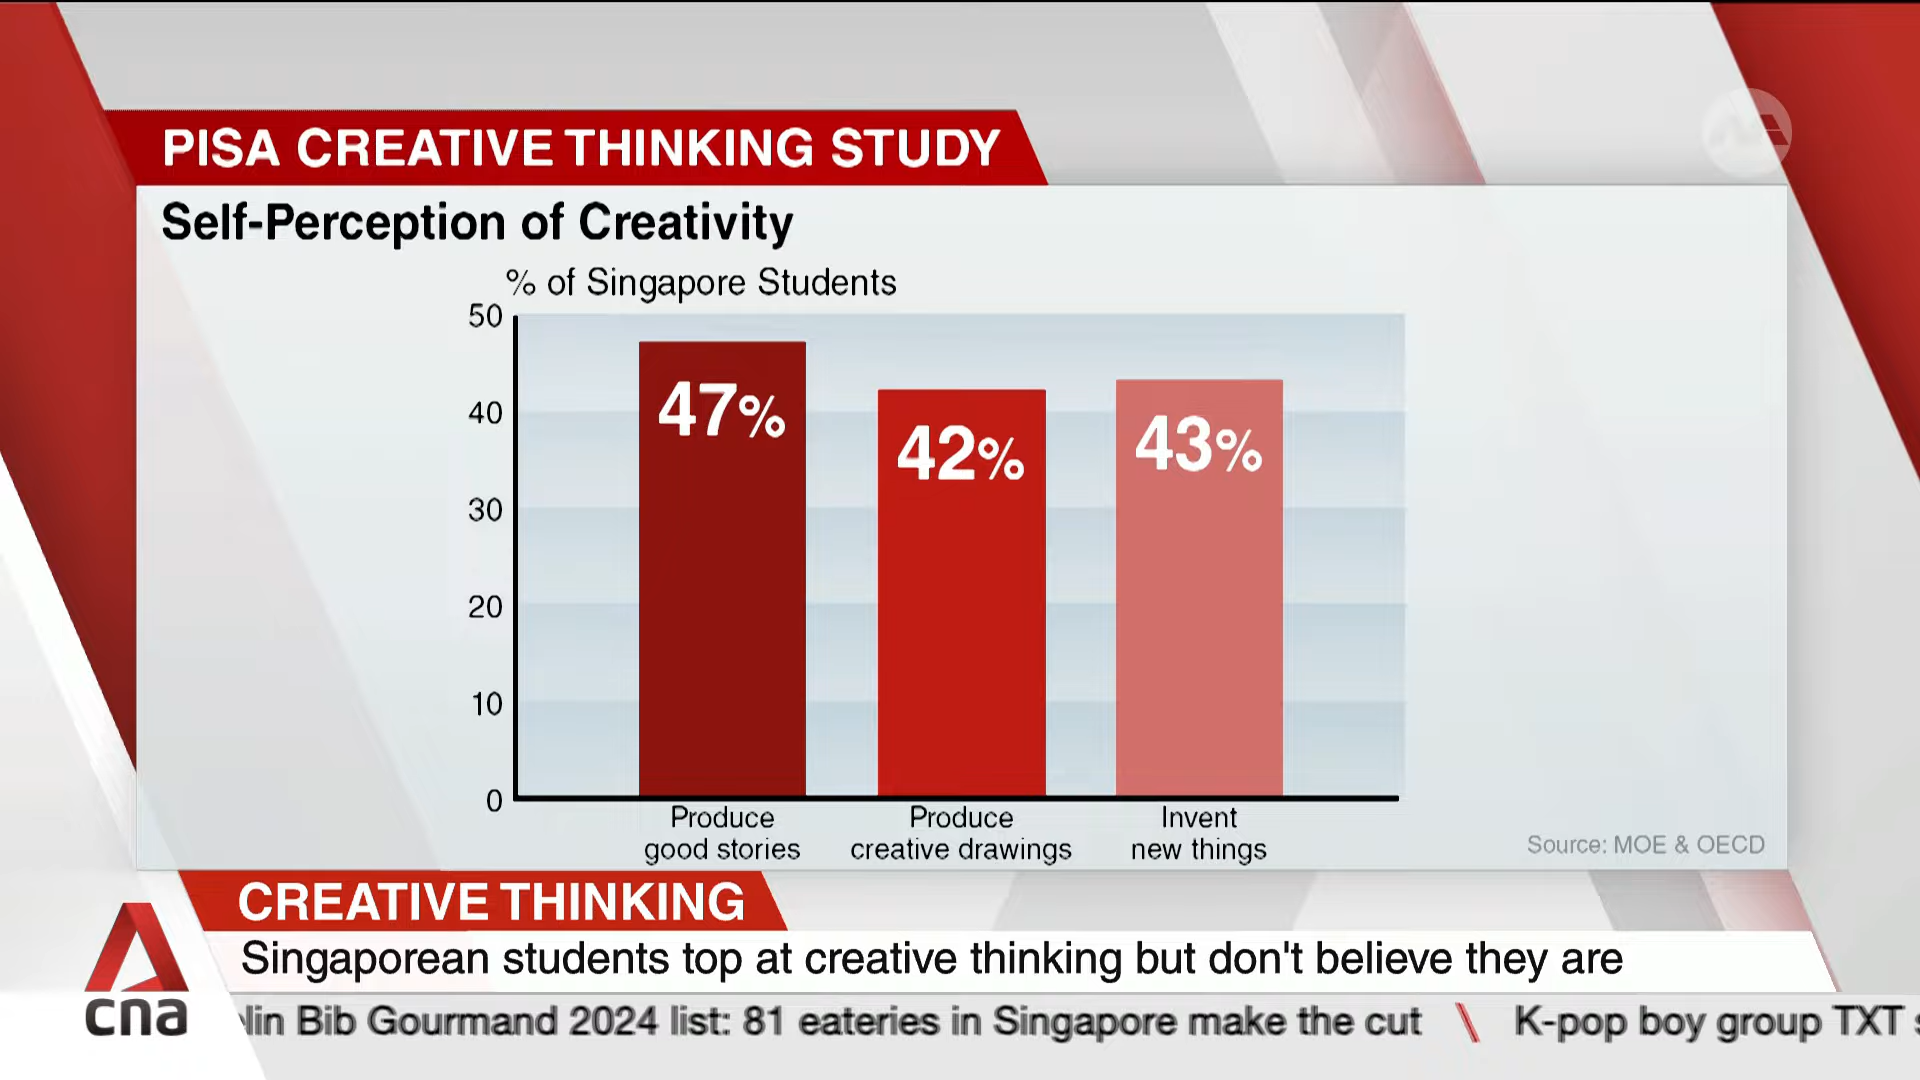 PISA CREATIVE THINKING STUDY
Self-Perception of Creativity
% of Singapore Students
50
40
30
20
10
0
47%
42%
43%
Produce
good stories
Produce
creative drawings
Invent
new things
Source: MOE & OECD
CREATIVE THINKING
Singaporean students top at creative thinking but don't believe they are
cna
Bib Gourmand 2024 list: 81 eateries in Singapore make the cut \ K-pop boy group TXT